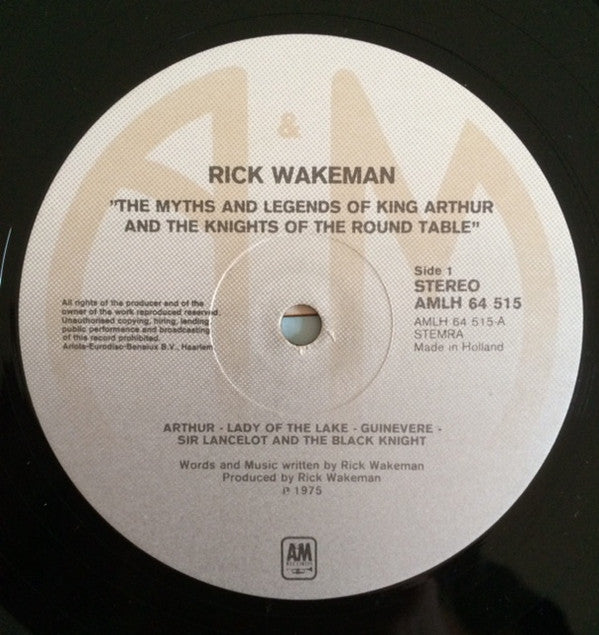 A & M
RICK WAKEMAN
"THE MYTHS AND LEGENDS OF KING ARTHUR
AND THE KNIGHTS OF THE ROUND TABLE"
All rights of the producer and of the
owner of the work reproduced reserved.
Unauthorised copying, hiring, lending
public performance and broadcasting
of this record prohibited.
Ariola-Eurodisc-Benelux B.V., Haarlem
Side 1
STEREO
AMLH 64 515
AMLH 64 515-A
STEMRA
Made in Holland
ARTHUR - LADY OF THE LAKE - GUINEVERE -
SIR LANCELOT AND THE BLACK KNIGHT
Words and Music written by Rick Wakeman
Produced by Rick Wakeman
℗ 1975
AM
RECORDS